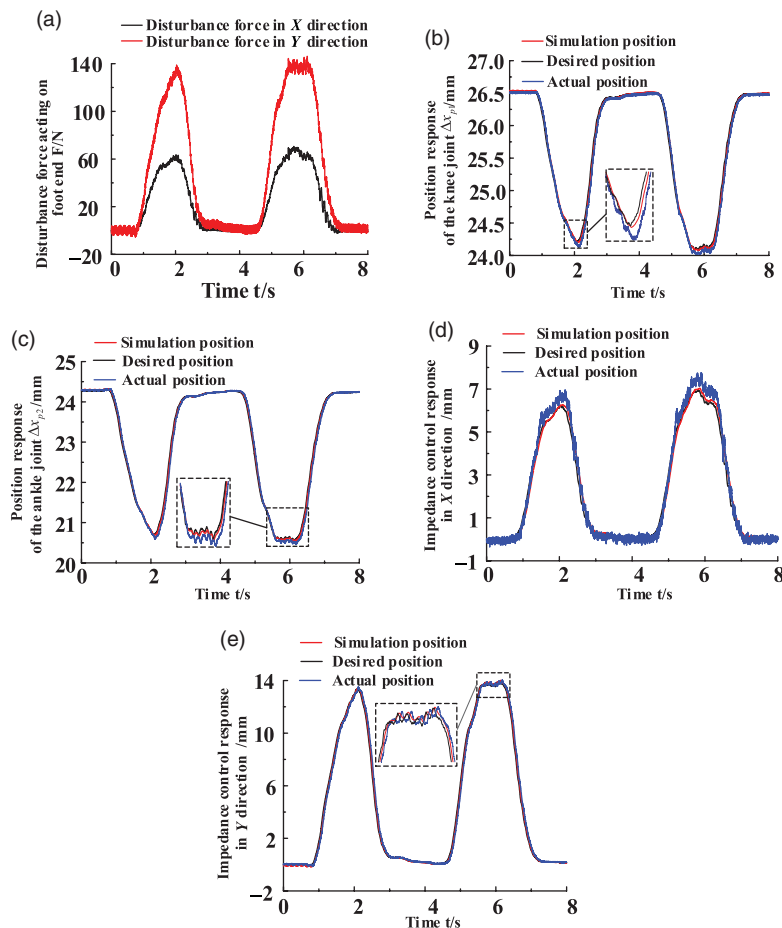 (a)
Disturbance force in X direction
Disturbance force in Y direction
Disturbance force acting on
foot end F/N
140
100
60
20
−20
0
2
4
6
8
Time t/s
(b)
Simulation position
Desired position
Actual position
Position response
of the knee joint Δxp1/mm
27.0
26.5
26.0
25.5
25.0
24.5
24.0
0
2
4
6
8
Time t/s
(c)
Simulation position
Desired position
Actual position
Position response
of the ankle joint Δxp2/mm
25
24
23
22
21
20
0
2
4
6
8
Time t/s
(d)
Simulation position
Desired position
Actual position
Impedance control response
in X direction /mm
9
7
5
3
1
−1
0
2
4
6
8
Time t/s
(e)
Simulation position
Desired position
Actual position
Impedance control response
in Y direction /mm
14
10
6
2
−2
0
2
4
6
8
Time t/s